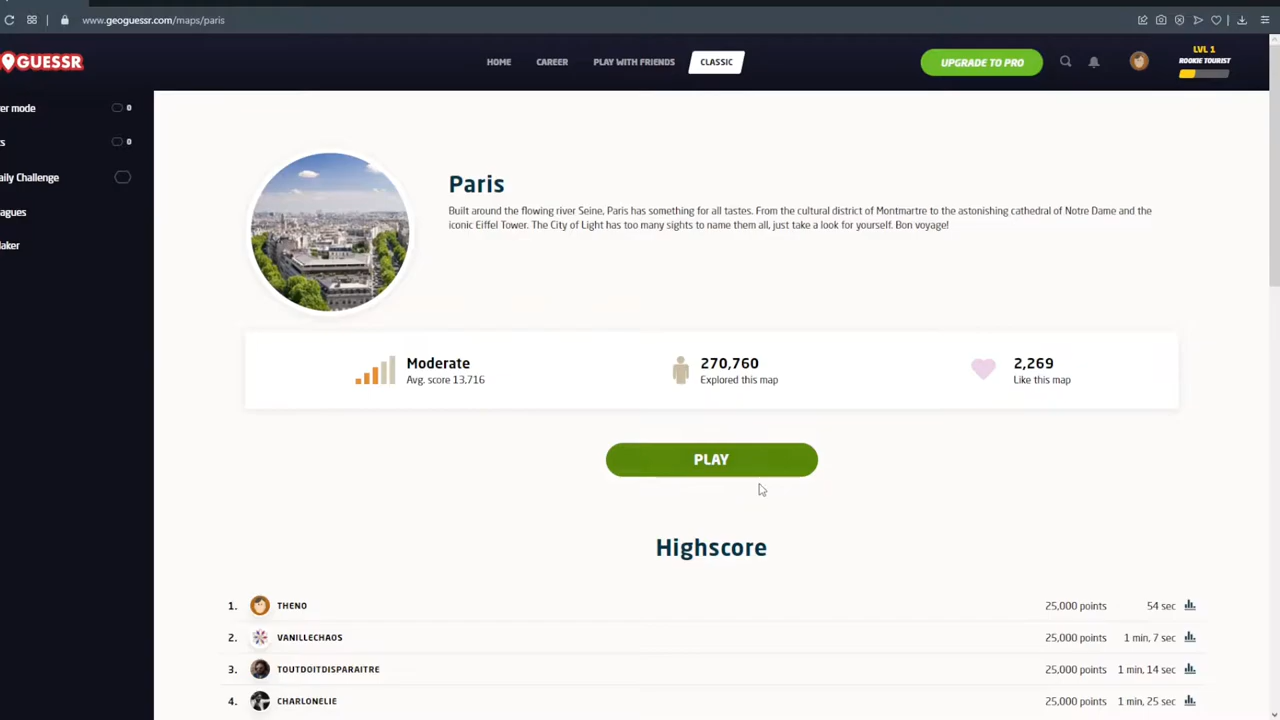 www.geoguessr.com/maps/paris
GUESSR
HOME
CAREER
PLAY WITH FRIENDS
CLASSIC
UPGRADE TO PRO
LVL 1
ROOKIE TOURIST
er mode 0
s 0
aily Challenge
agues
aker
Paris
Built around the flowing river Seine, Paris has something for all tastes. From the cultural district of Montmartre to the astonishing cathedral of Notre Dame and the
iconic Eiffel Tower. The City of Light has too many sights to name them all, just take a look for yourself. Bon voyage!
Moderate
Avg. score 13,716
270,760
Explored this map
2,269
Like this map
PLAY
Highscore
1. THENO 25,000 points 54 sec
2. VANILLECHAOS 25,000 points 1 min, 7 sec
3. TOUTDOITDISPARAITRE 25,000 points 1 min, 14 sec
4. CHARLONELIE 25,000 points 1 min, 25 sec